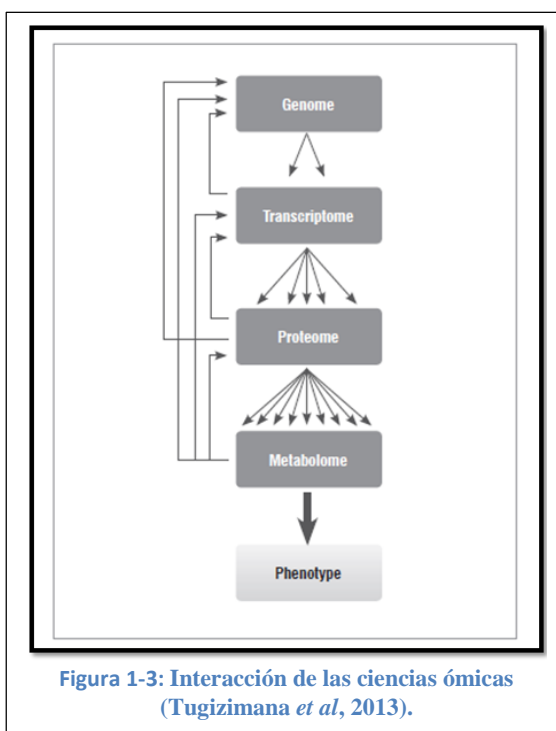 Genome
Transcriptome
Proteome
Metabolome
Phenotype
Figura 1-3: Interacción de las ciencias ómicas
(Tugizimana et al, 2013).